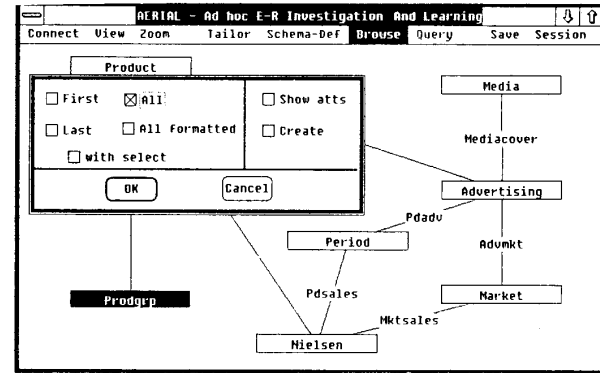 AERIAL - Ad hoc E-R Investigation And Learning
Connect View Zoom Tailor Schema-Def Browse Query Save Session
Product
Media
First All Show atts
Last All formatted Create
with select
Mediacover
OK Cancel
Advertising
Pdadv
Period
Advmkt
Pdsales
Prodgrp
Market
Mktsales
Nielsen